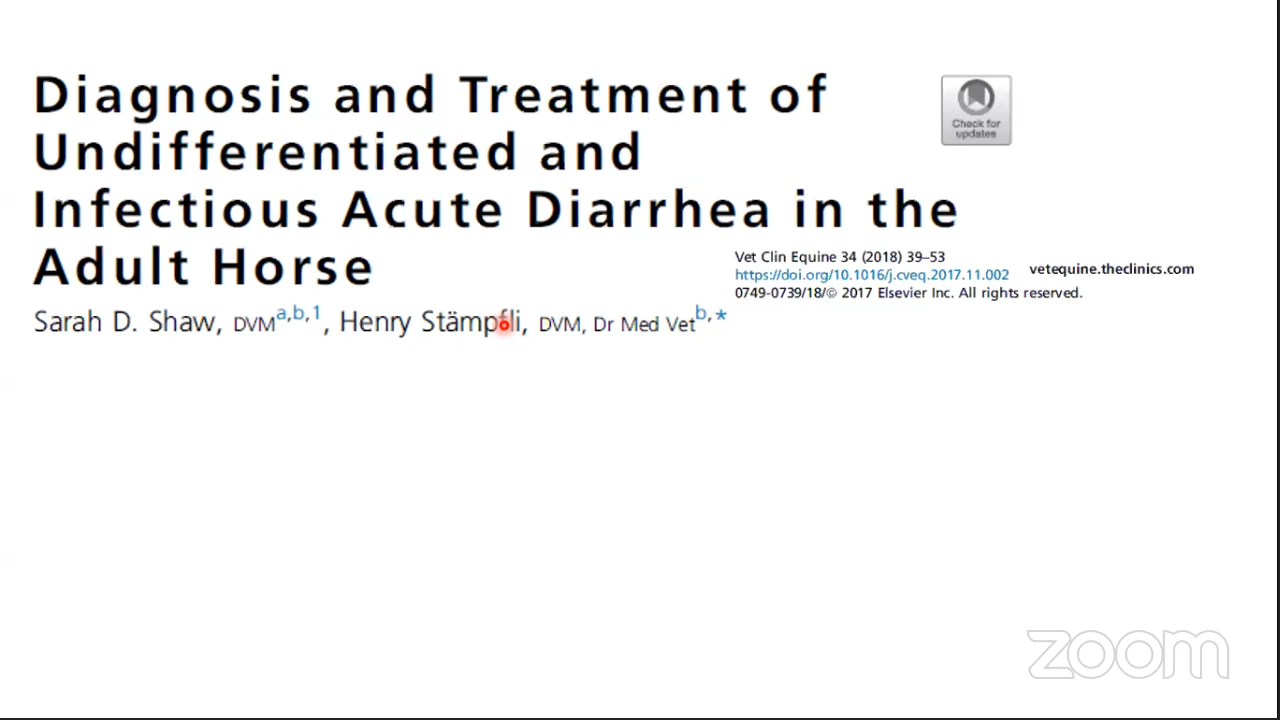 Diagnosis and Treatment of
Undifferentiated and
Infectious Acute Diarrhea in the
Adult Horse
Check for
updates
Vet Clin Equine 34 (2018) 39–53
https://doi.org/10.1016/j.cveq.2017.11.002
vetequine.theclinics.com
0749-0739/18/© 2017 Elsevier Inc. All rights reserved.
Sarah D. Shaw, DVMa,b,1, Henry Stämpfli, DVM, Dr Med Vetb,*
zoom